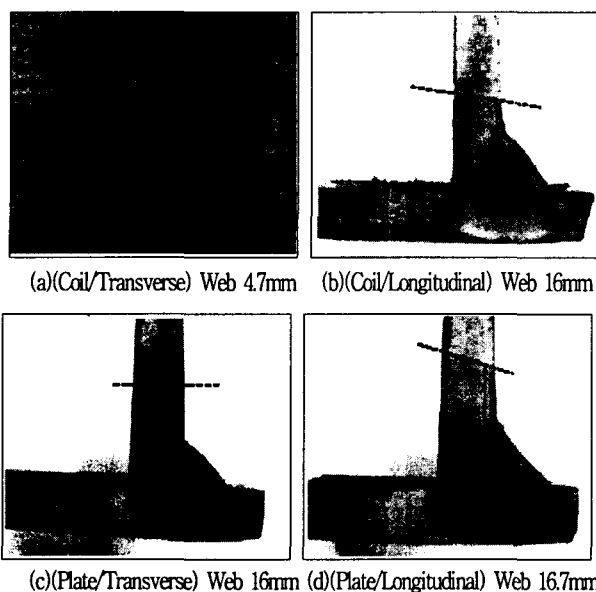 (a)(Coil/Transverse) Web 4.7mm (b)(Coil/Longitudinal) Web 16mm
(c)(Plate/Transverse) Web 16mm (d)(Plate/Longitudinal) Web 16.7mm